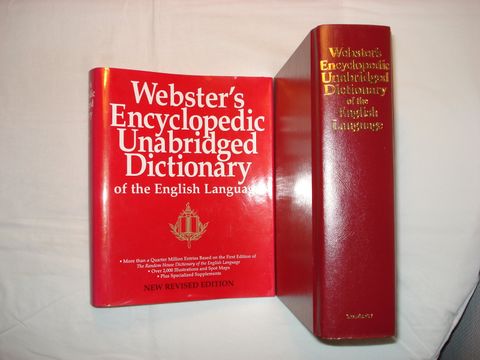 Webster's
Encyclopedic
Unabridged
Dictionary
of the English Language
• More than a Quarter Million Entries Based on the First Edition of
The Random House Dictionary of the English Language
• Over 2,000 Illustrations and Spot Maps
• Plus Specialized Supplements
NEW REVISED EDITION
Webster's
Encyclopedic
Unabridged
Dictionary
of the
English
Language